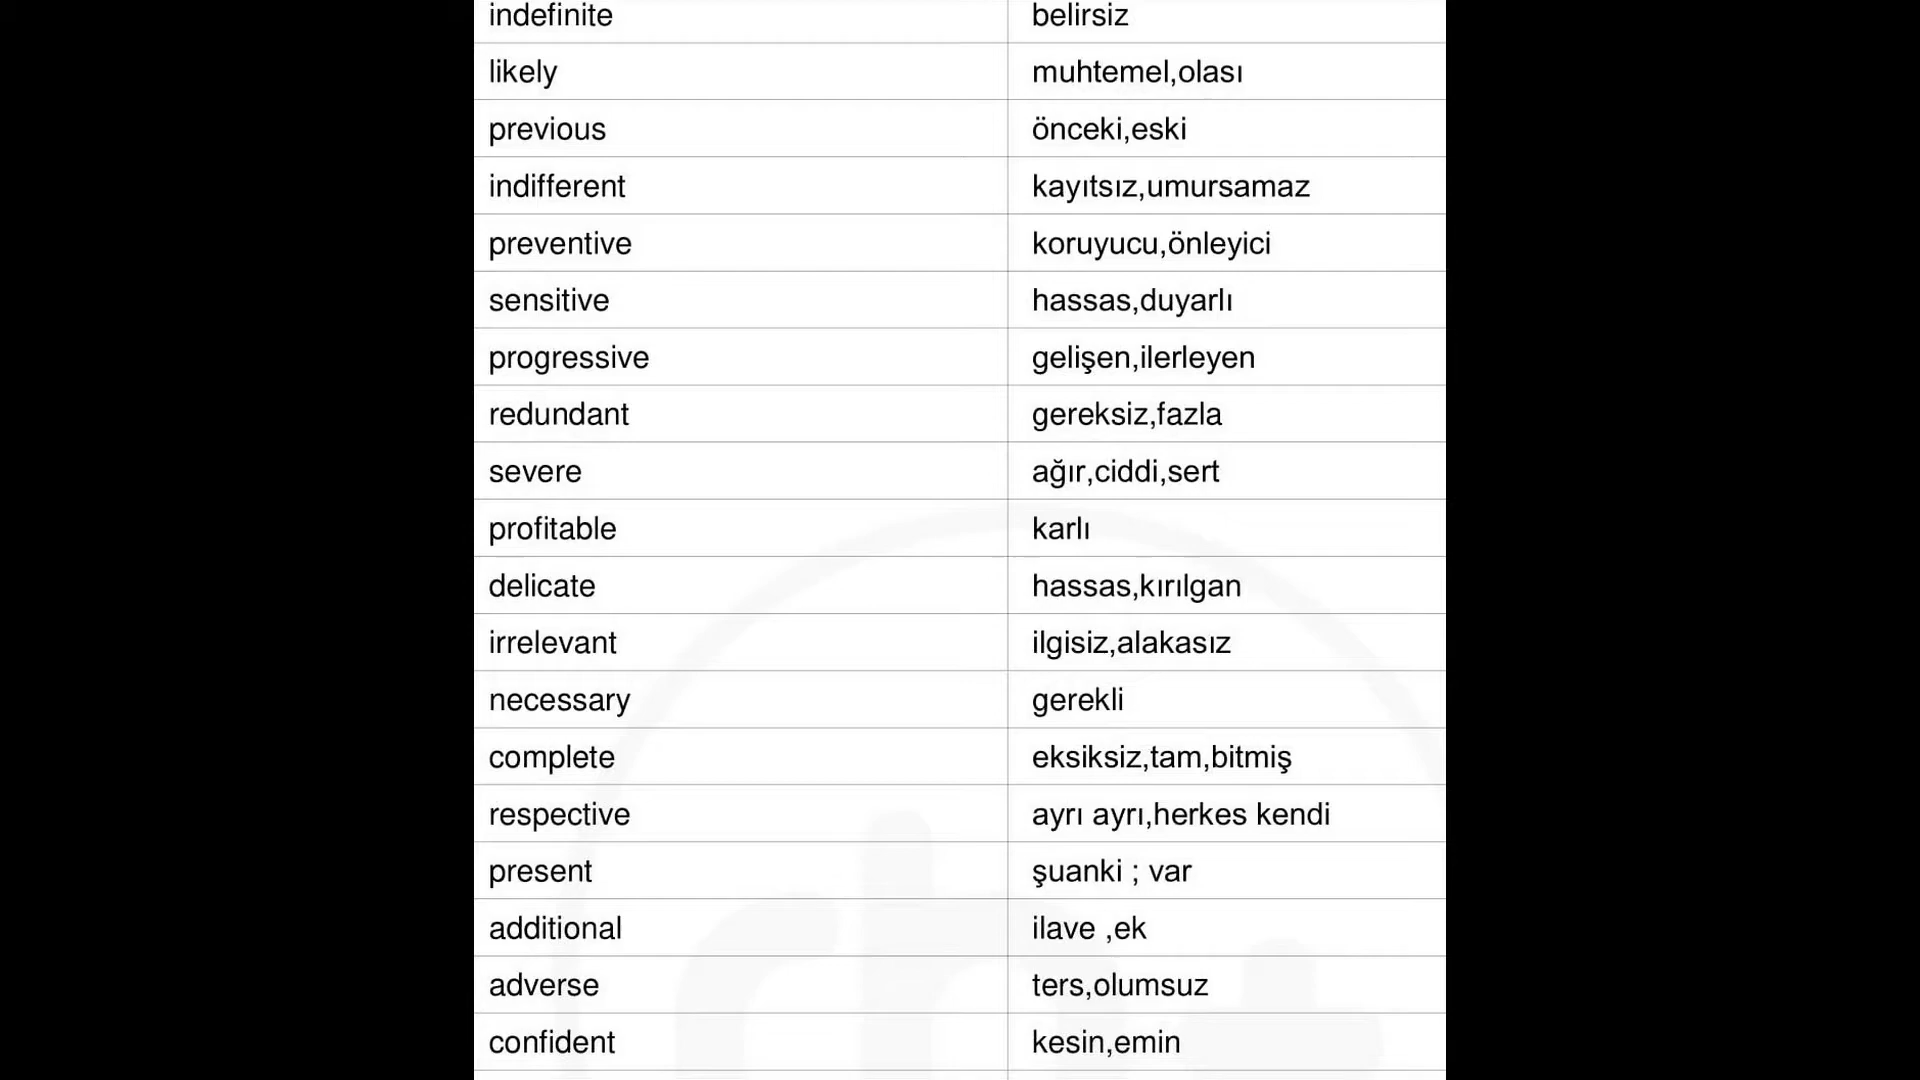 indefinite belirsiz
likely muhtemel,olası
previous önceki,eski
indifferent kayıtsız,umursamaz
preventive koruyucu,önleyici
sensitive hassas,duyarlı
progressive gelişen,ilerleyen
redundant gereksiz,fazla
severe ağır,ciddi,sert
profitable karlı
delicate hassas,kırılgan
irrelevant ilgisiz,alakasız
necessary gerekli
complete eksiksiz,tam,bitmiş
respective ayrı ayrı,herkes kendi
present şuanki ; var
additional ilave ,ek
adverse ters,olumsuz
confident kesin,emin